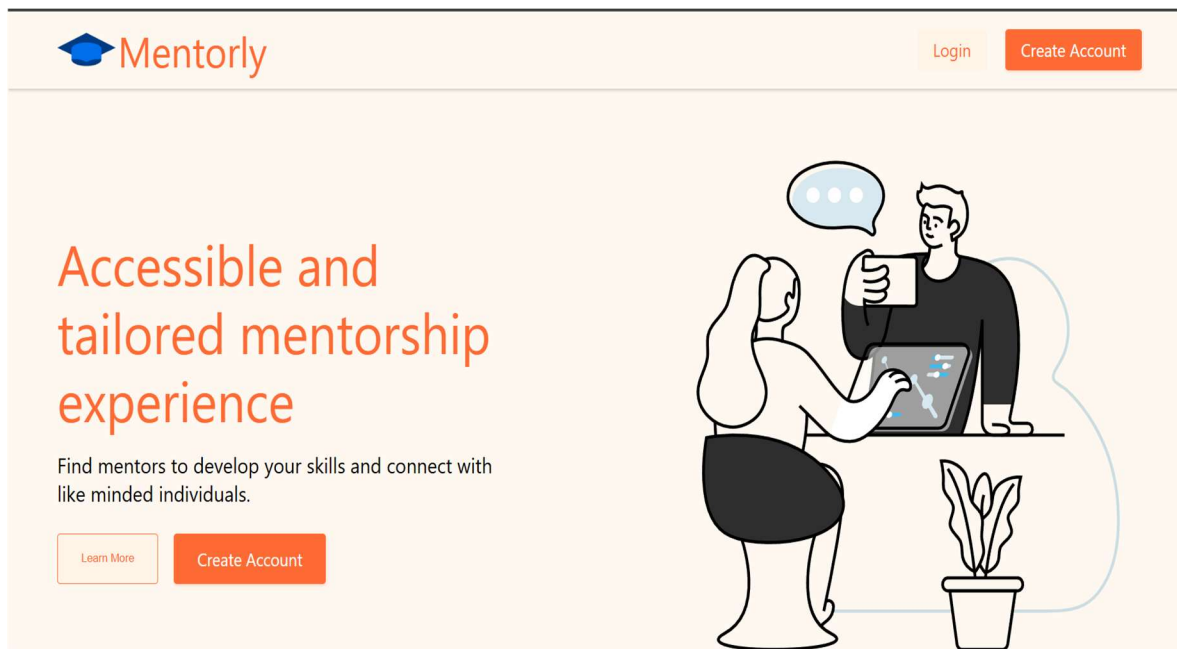 Mentorly
Login
Create Account
Accessible and
tailored mentorship
experience
Find mentors to develop your skills and connect with
like minded individuals.
Learn More
Create Account